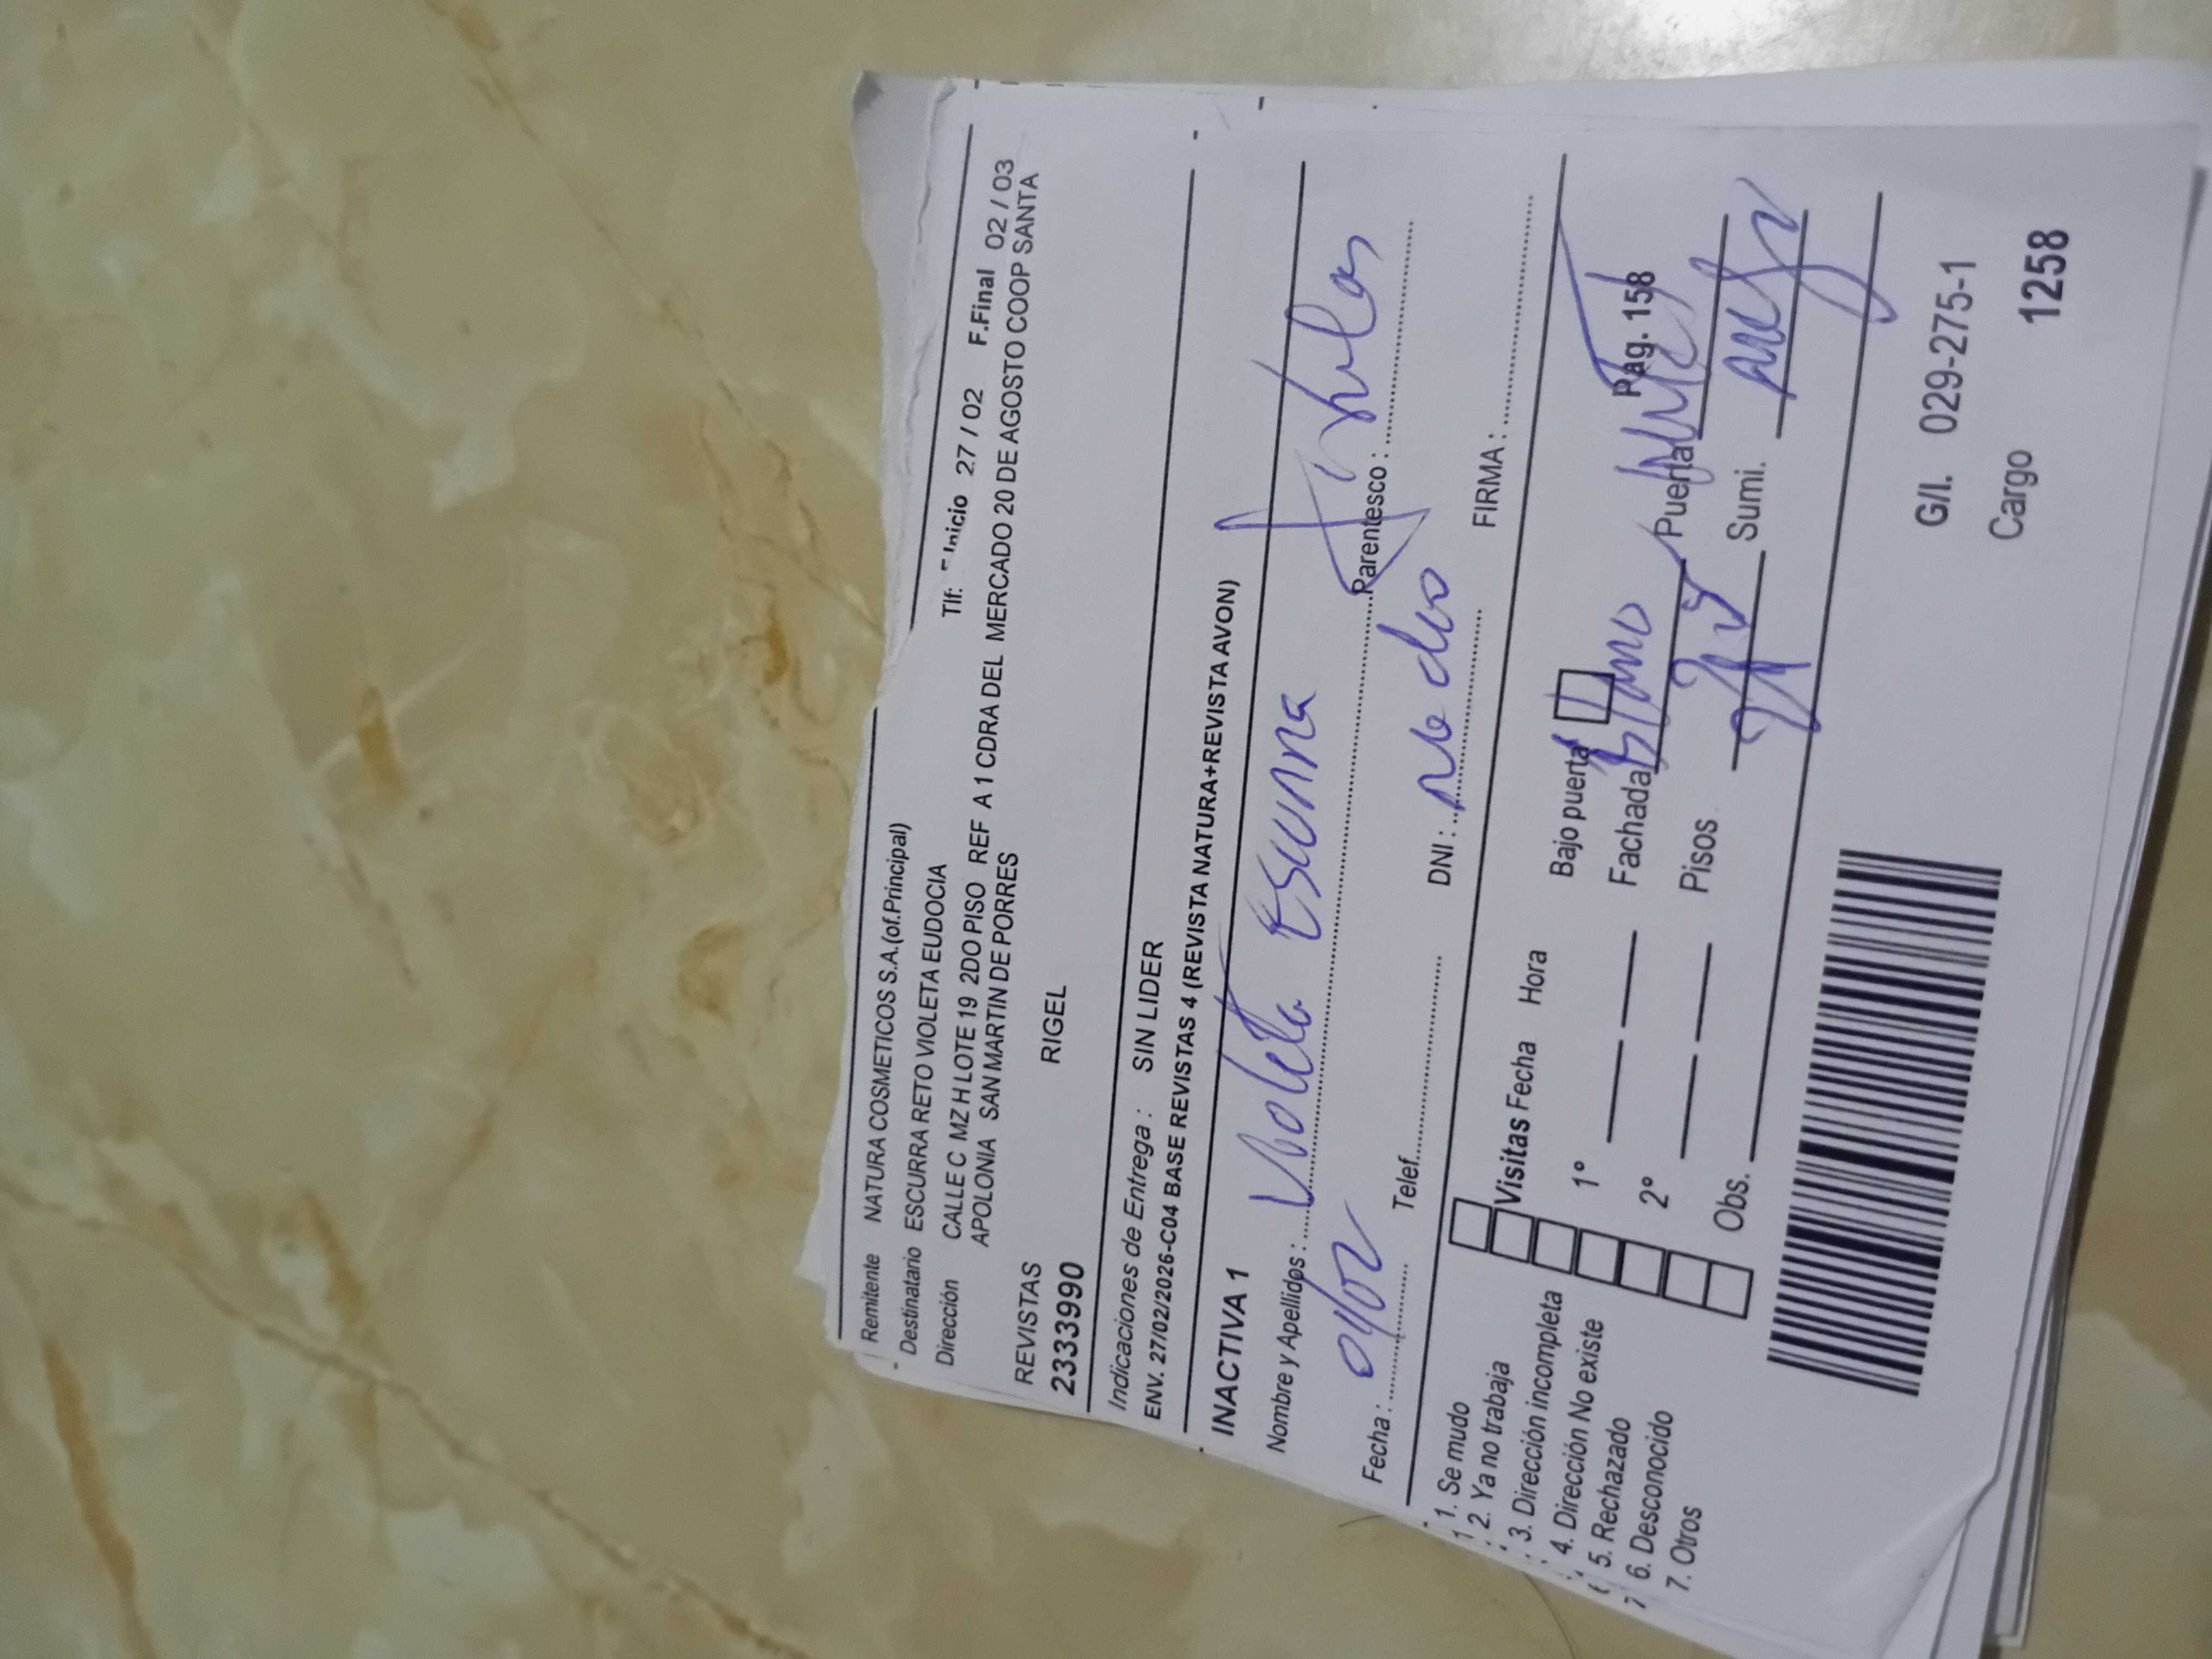 Remitente NATURA COSMETICOS S.A.(of.Principal)
Destinatario ESCURRA RETO VIOLETA EUDOCIA
Tlf: Inicio 27 / 02 F.Final 02 / 03
Dirección CALLE C MZ H LOTE 19 2DO PISO REF A 1 CDRA DEL MERCADO 20 DE AGOSTO COOP SANTA
APOLONIA SAN MARTIN DE PORRES
REVISTAS RIGEL
2333990
Indicaciones de Entrega : SIN LIDER
ENV. 27/02/2026-C04 BASE REVISTAS 4 (REVISTA NATURA+REVISTA AVON)
INACTIVA 1
Nombre y Apellidos : Violeta
Parentesco :
Fecha : Telef. DNI : No dio
FIRMA :
1. Se mudo
2. Ya no trabaja
3. Dirección incompleta
4. Dirección No existe
5. Rechazado
6. Desconocido
7. Otros
Visitas Fecha Hora
1°
2°
Obs.
Bajo puerta
Pág. 158
Fachada Puerta
Pisos Sumi.
G/I. 029-275-1
Cargo 1258